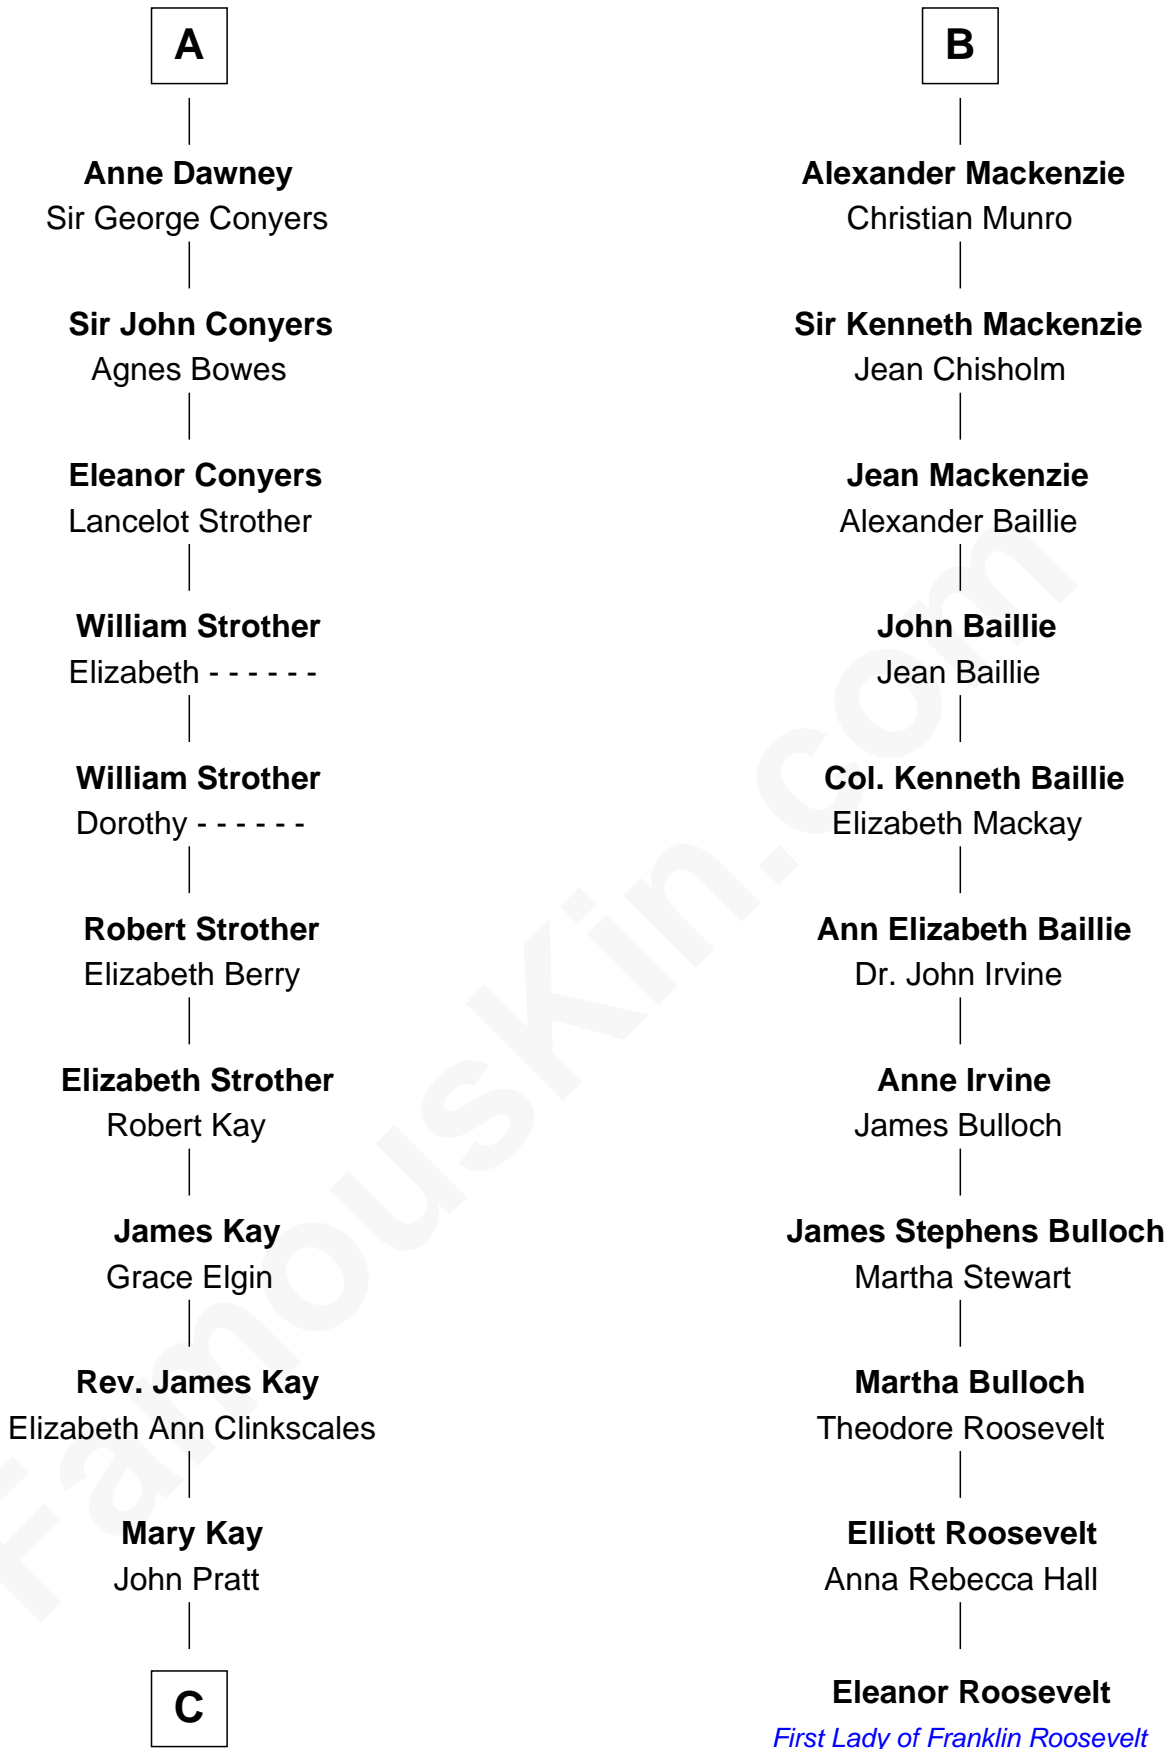 A
Anne Dawney
Sir George Conyers
Sir John Conyers
Agnes Bowes
Eleanor Conyers
Lancelot Strother
William Strother
Elizabeth - - - - - -
William Strother
Dorothy - - - - - -
Robert Strother
Elizabeth Berry
Elizabeth Strother
Robert Kay
James Kay
Grace Elgin
Rev. James Kay
Elizabeth Ann Clinkscales
Mary Kay
John Pratt
C
B
Alexander Mackenzie
Christian Munro
Sir Kenneth Mackenzie
Jean Chisholm
Jean Mackenzie
Alexander Baillie
John Baillie
Jean Baillie
Col. Kenneth Baillie
Elizabeth Mackay
Ann Elizabeth Baillie
Dr. John Irvine
Anne Irvine
James Bulloch
James Stephens Bulloch
Martha Stewart
Martha Bulloch
Theodore Roosevelt
Elliott Roosevelt
Anna Rebecca Hall
Eleanor Roosevelt
First Lady of Franklin Roosevelt
FamousKin.com